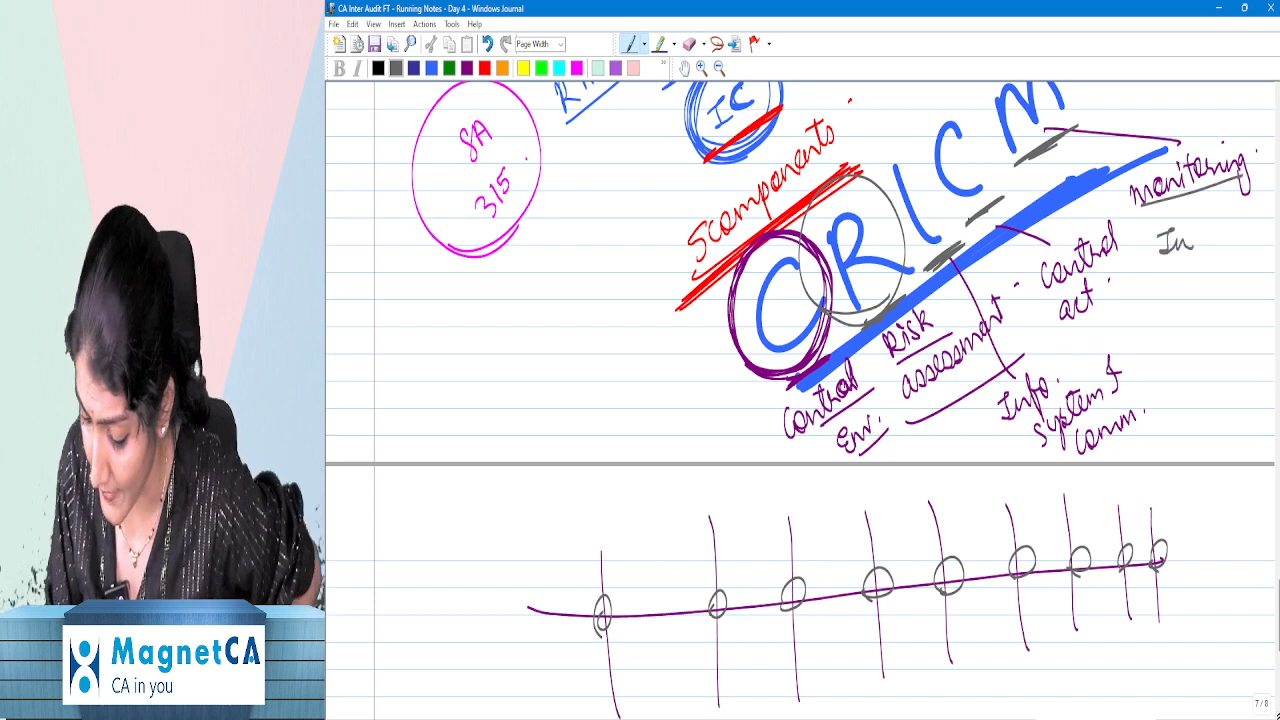 CA Inter Audit FT - Running Notes - Day 4 - Windows Journal
File Edit View Insert Actions Tools Help
Page Width
B I
SA
315
IC
5 components
C R I C M
Control
Env.
Risk
assessment
Info.
System &
Comm.
Control
act.
monitoring
In
MagnetCA
CA in you
7 / 8